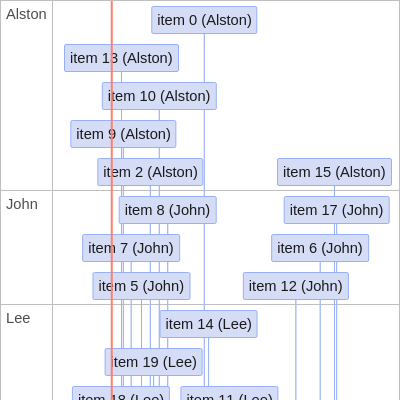 Alston
item 0 (Alston)
item 13 (Alston)
item 10 (Alston)
item 9 (Alston)
item 2 (Alston)
item 15 (Alston)
John
item 8 (John)
item 17 (John)
item 7 (John)
item 6 (John)
item 5 (John)
item 12 (John)
Lee
item 14 (Lee)
item 19 (Lee)
item 18 (Lee)
item 11 (Lee)